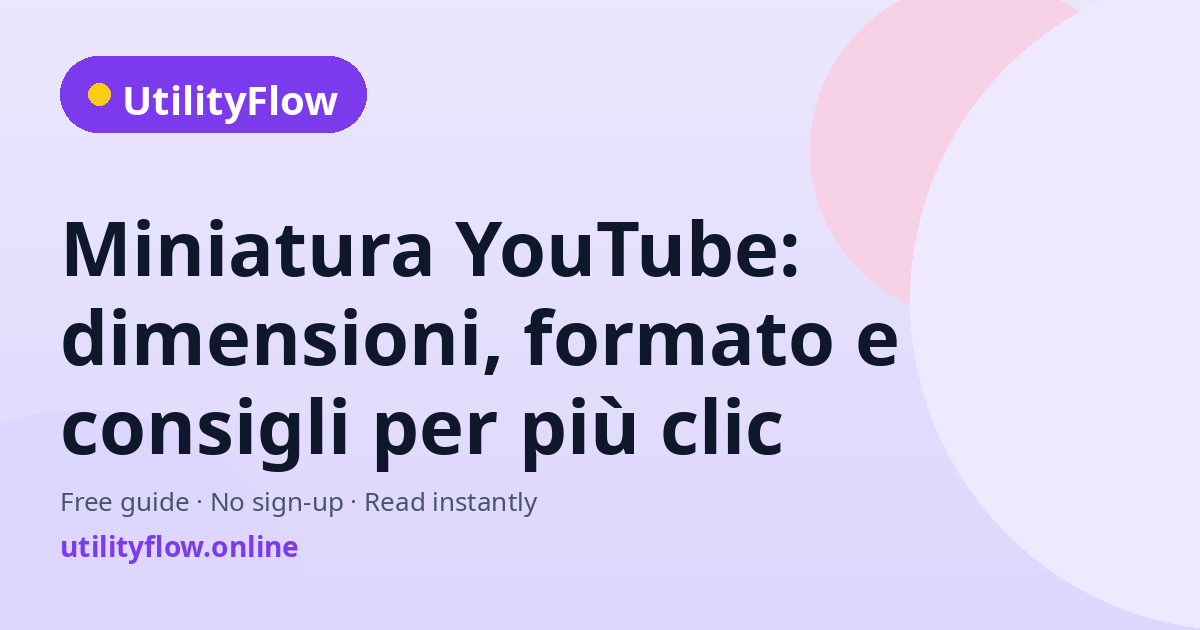 UtilityFlow
Miniatura YouTube:
dimensioni, formato e
consigli per più clic
Free guide · No sign-up · Read instantly
utilityflow.online